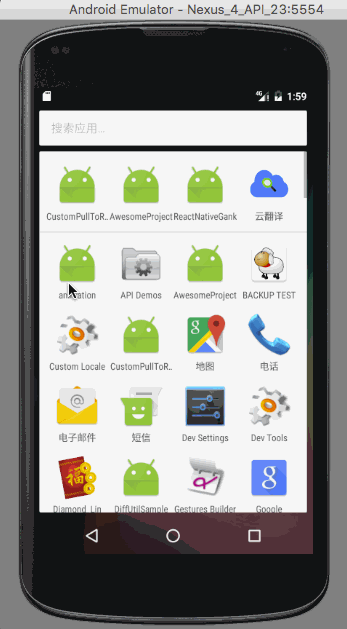 Android Emulator - Nexus_4_API_23:5554
4G 1:59
搜索应用...
CustomPullToR.. AwesomeProject ReactNativeGank 云翻译
animation API Demos AwesomeProject BACKUP TEST
Custom Locale CustomPullToR.. 地图 电话
电子邮件 短信 Dev Settings Dev Tools
福
Diamond_Lin DiffUtilSample Gestures Builder Google